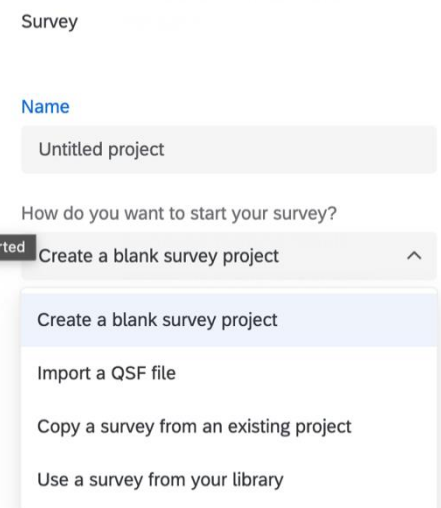 Survey
Name
Untitled project
How do you want to start your survey?
rted
Create a blank survey project
Create a blank survey project
Import a QSF file
Copy a survey from an existing project
Use a survey from your library